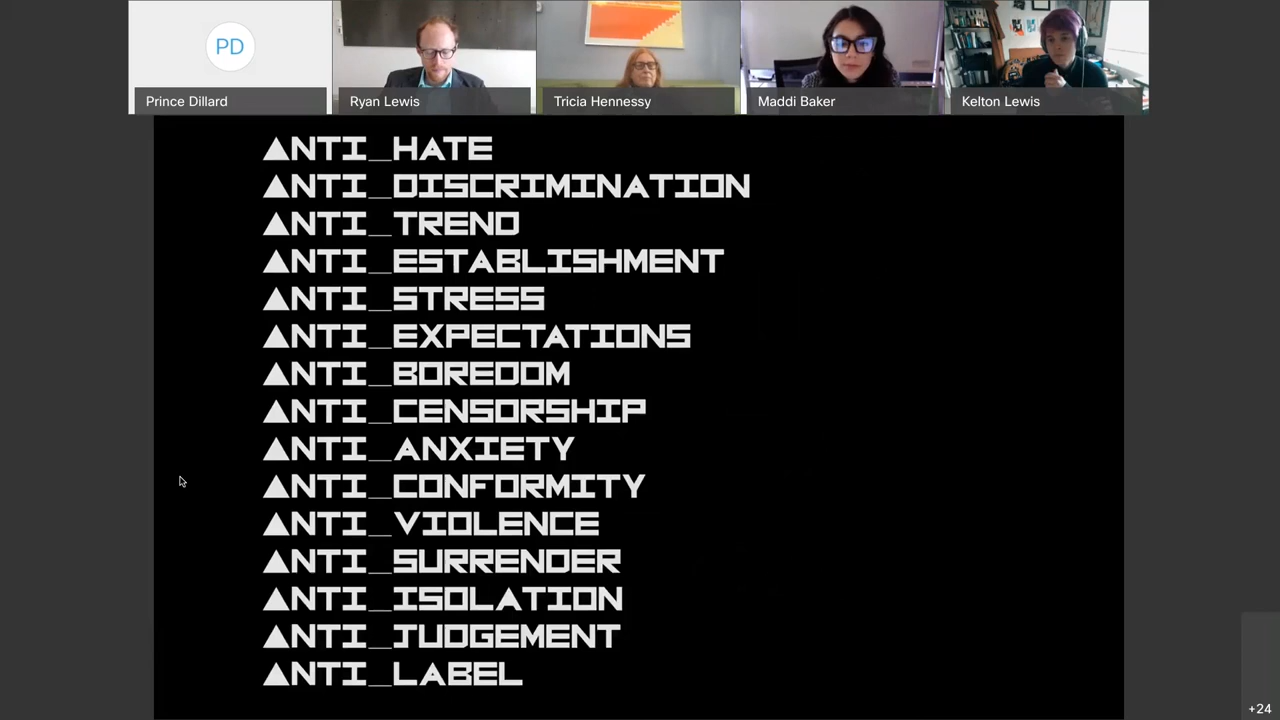 PD
Prince Dillard
Ryan Lewis
Tricia Hennessy
Maddi Baker
Kelton Lewis
ANTI_HATE
ANTI_DISCRIMINATION
ANTI_TREND
ANTI_ESTABLISHMENT
ANTI_STRESS
ANTI_EXPECTATIONS
ANTI_BOREDOM
ANTI_CENSORSHIP
ANTI_ANXIETY
ANTI_CONFORMITY
ANTI_VIOLENCE
ANTI_SURRENDER
ANTI_ISOLATION
ANTI_JUDGEMENT
ANTI_LABEL
+24